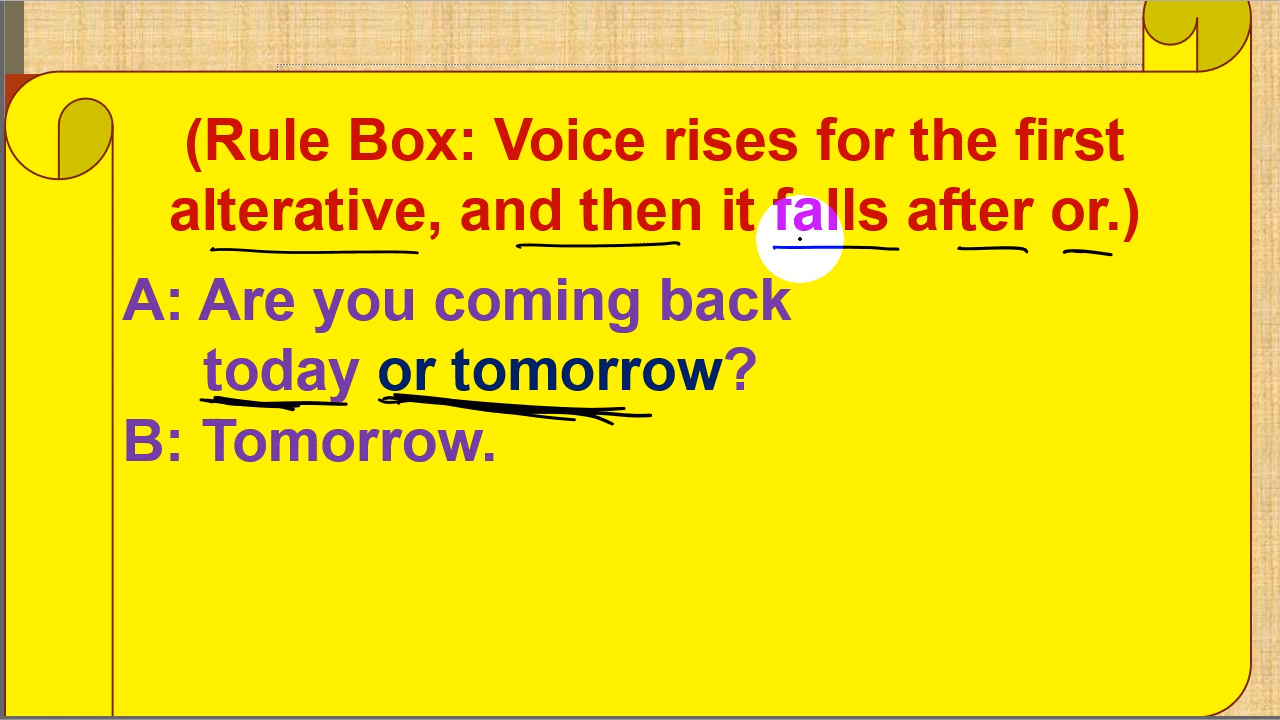 (Rule Box: Voice rises for the first
alterative, and then it falls after or.)
A: Are you coming back
today or tomorrow?
B: Tomorrow.